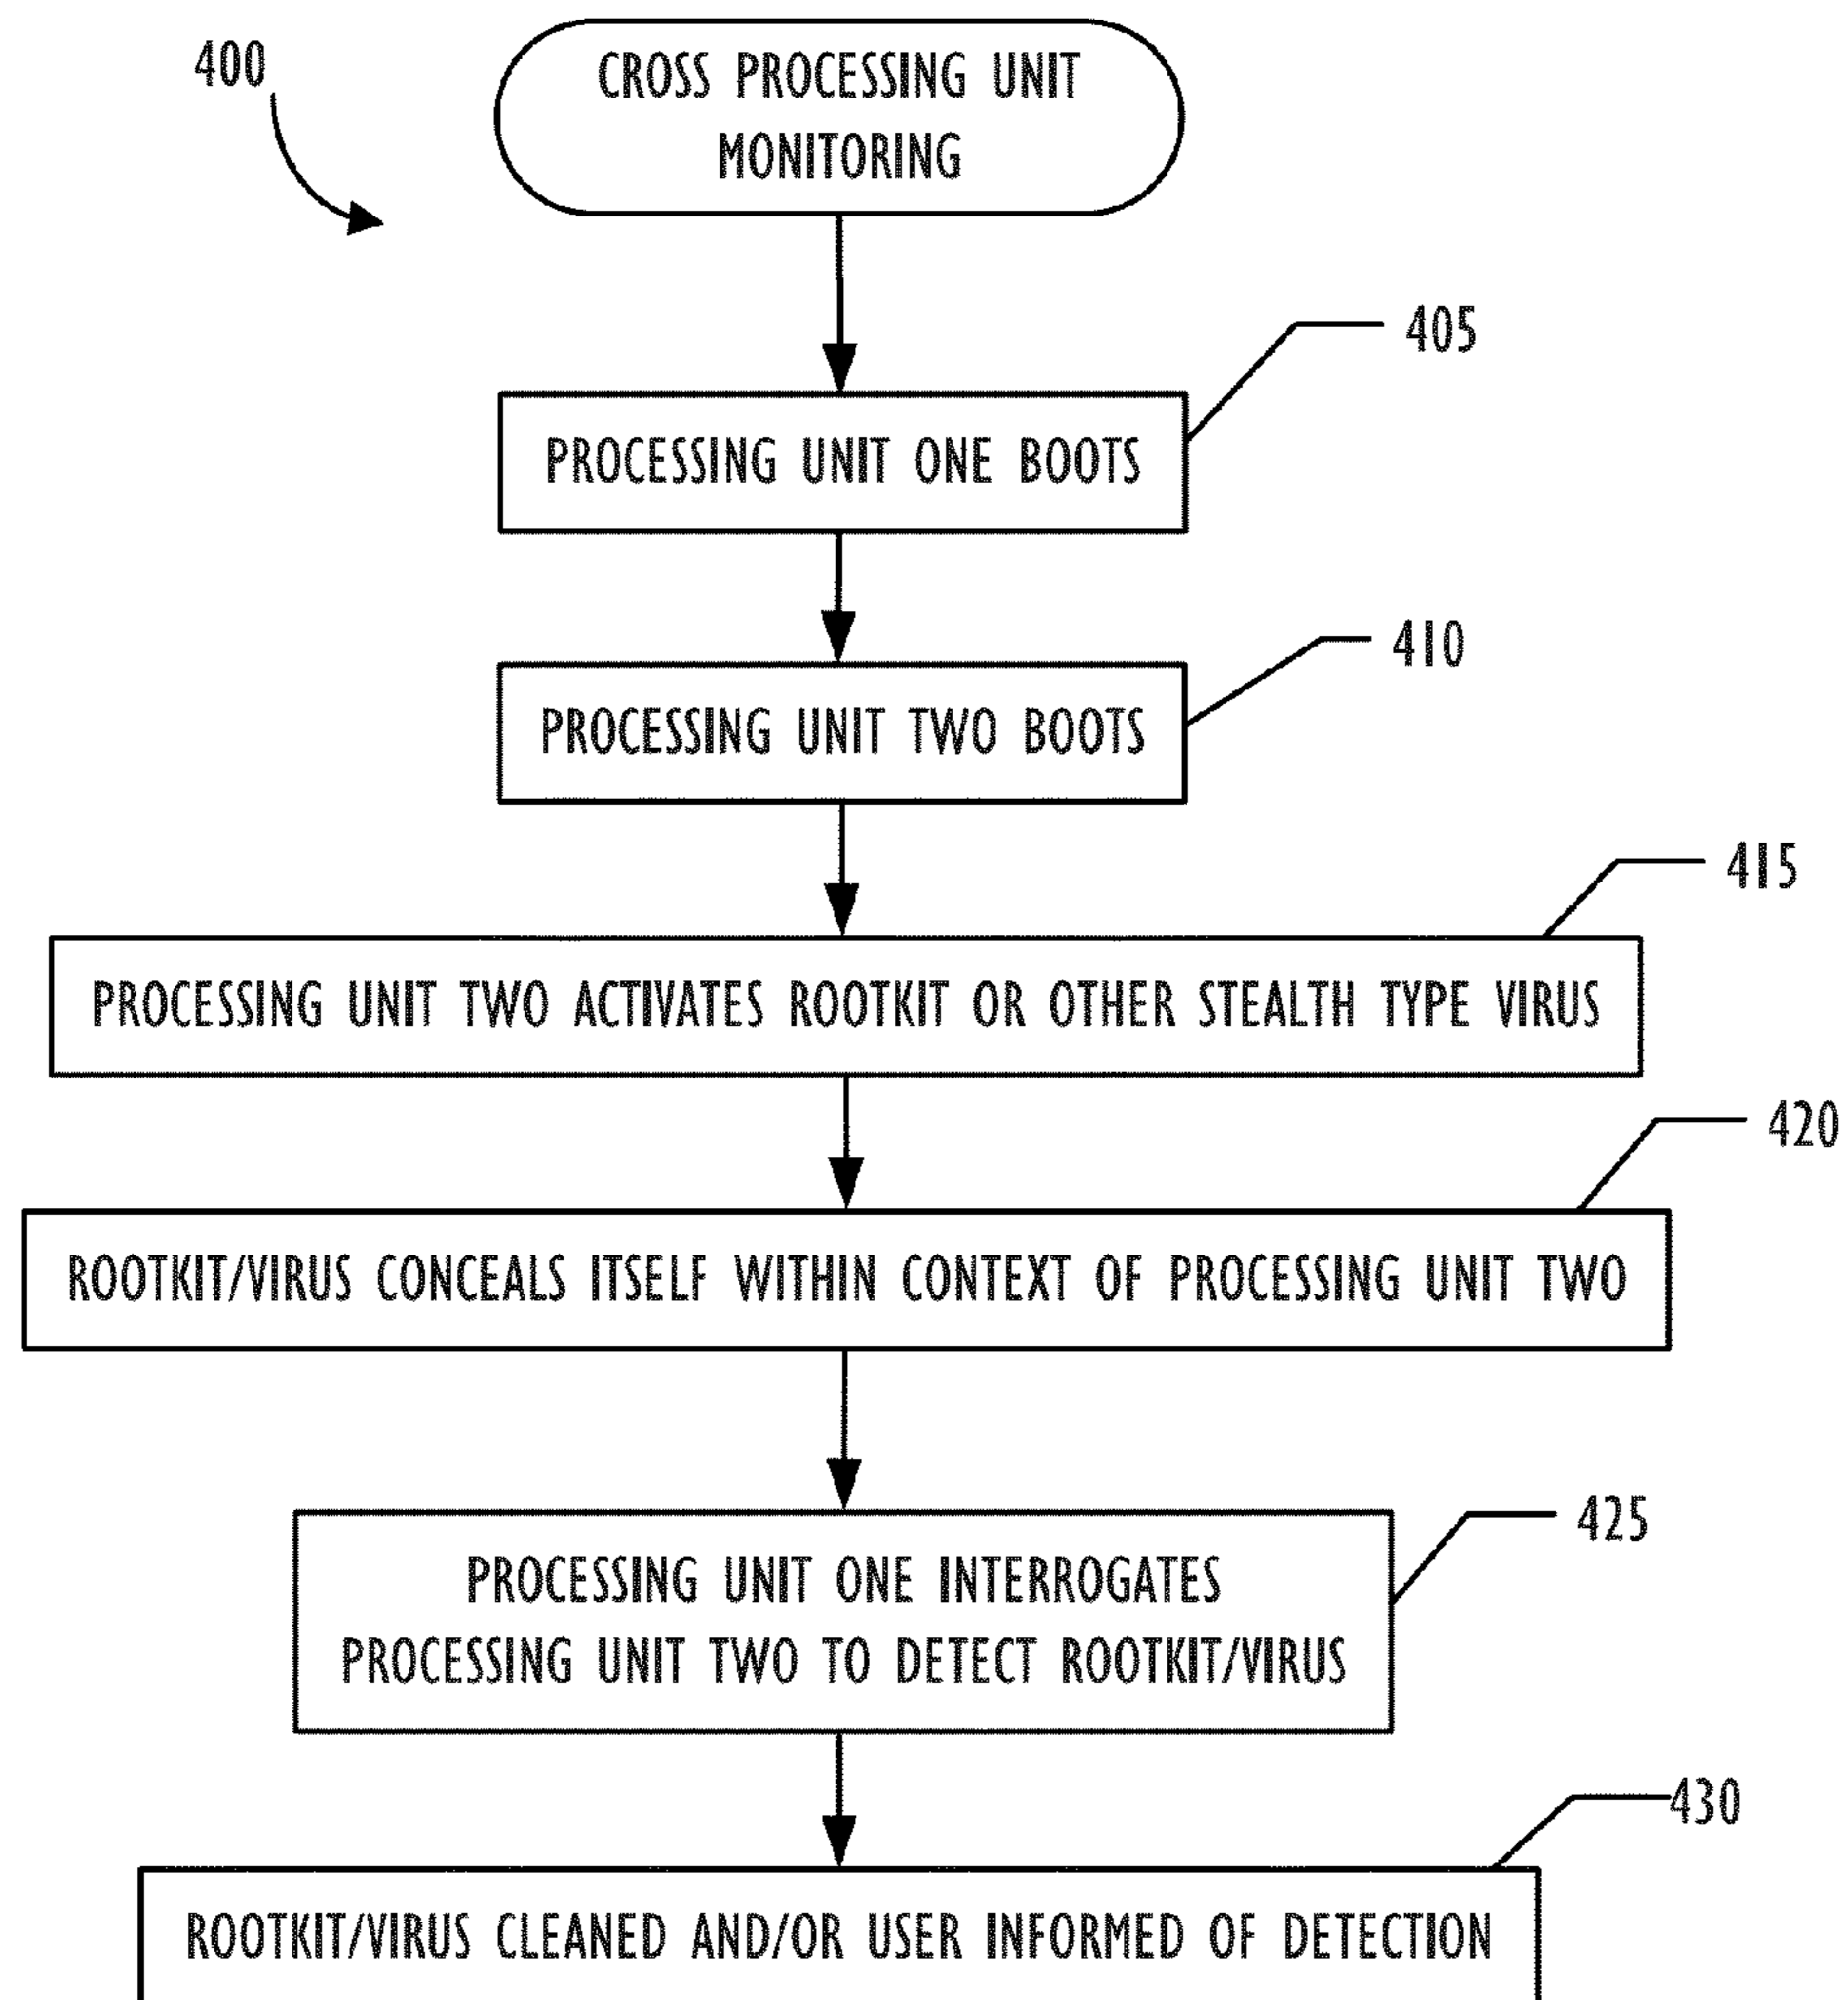 400
CROSS PROCESSING UNIT
MONITORING
405
PROCESSING UNIT ONE BOOTS
410
PROCESSING UNIT TWO BOOTS
415
PROCESSING UNIT TWO ACTIVATES ROOTKIT OR OTHER STEALTH TYPE VIRUS
420
ROOTKIT/VIRUS CONCEALS ITSELF WITHIN CONTEXT OF PROCESSING UNIT TWO
425
PROCESSING UNIT ONE INTERROGATES
PROCESSING UNIT TWO TO DETECT ROOTKIT/VIRUS
430
ROOTKIT/VIRUS CLEANED AND/OR USER INFORMED OF DETECTION